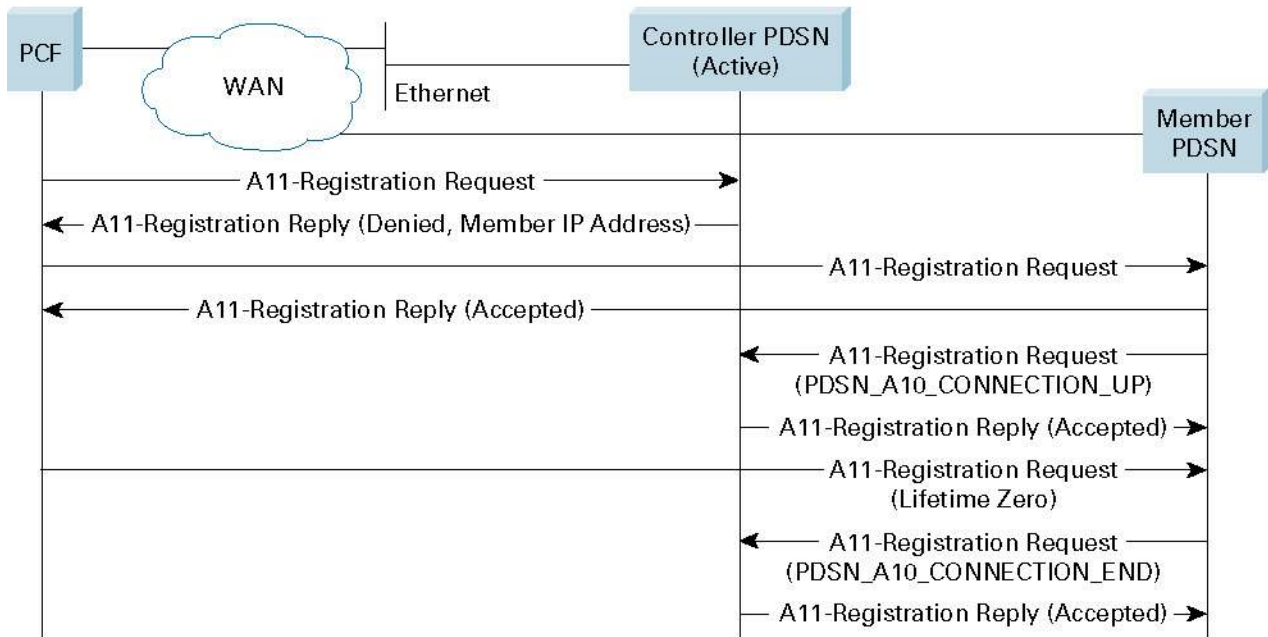 PCF
WAN
Ethernet
Controller PDSN
(Active)
Member
PDSN
A11-Registration Request
A11-Registration Reply (Denied, Member IP Address)
A11-Registration Request
A11-Registration Reply (Accepted)
A11-Registration Request
(PDSN_A10_CONNECTION_UP)
A11-Registration Reply (Accepted)
A11-Registration Request
(Lifetime Zero)
A11-Registration Request
(PDSN_A10_CONNECTION_END)
A11-Registration Reply (Accepted)